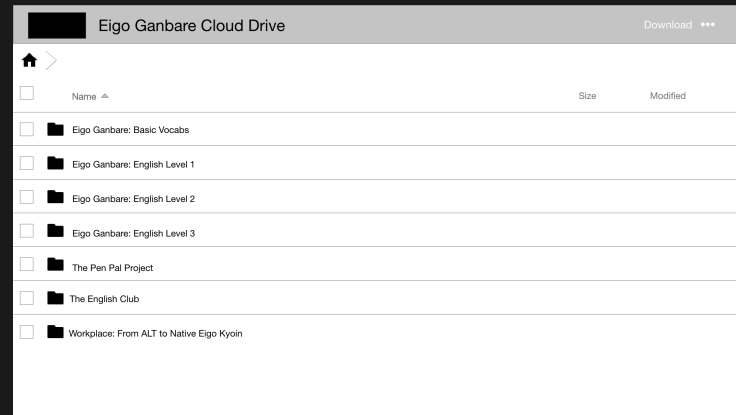 Eigo Ganbare Cloud Drive
Download
Name Size Modified
Eigo Ganbare: Basic Vocabs
Eigo Ganbare: English Level 1
Eigo Ganbare: English Level 2
Eigo Ganbare: English Level 3
The Pen Pal Project
The English Club
Workplace: From ALT to Native Eigo Kyoin